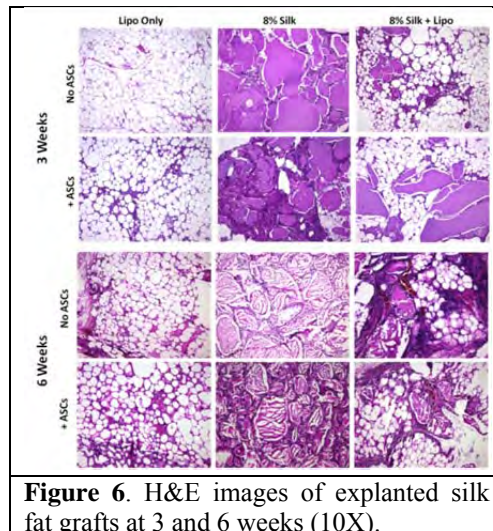 Lipo Only 8% Silk 8% Silk + Lipo
3 Weeks
No ASCs
+ ASCs
6 Weeks
No ASCs
+ ASCs
Figure 6. H&E images of explanted silk
fat grafts at 3 and 6 weeks (10X).